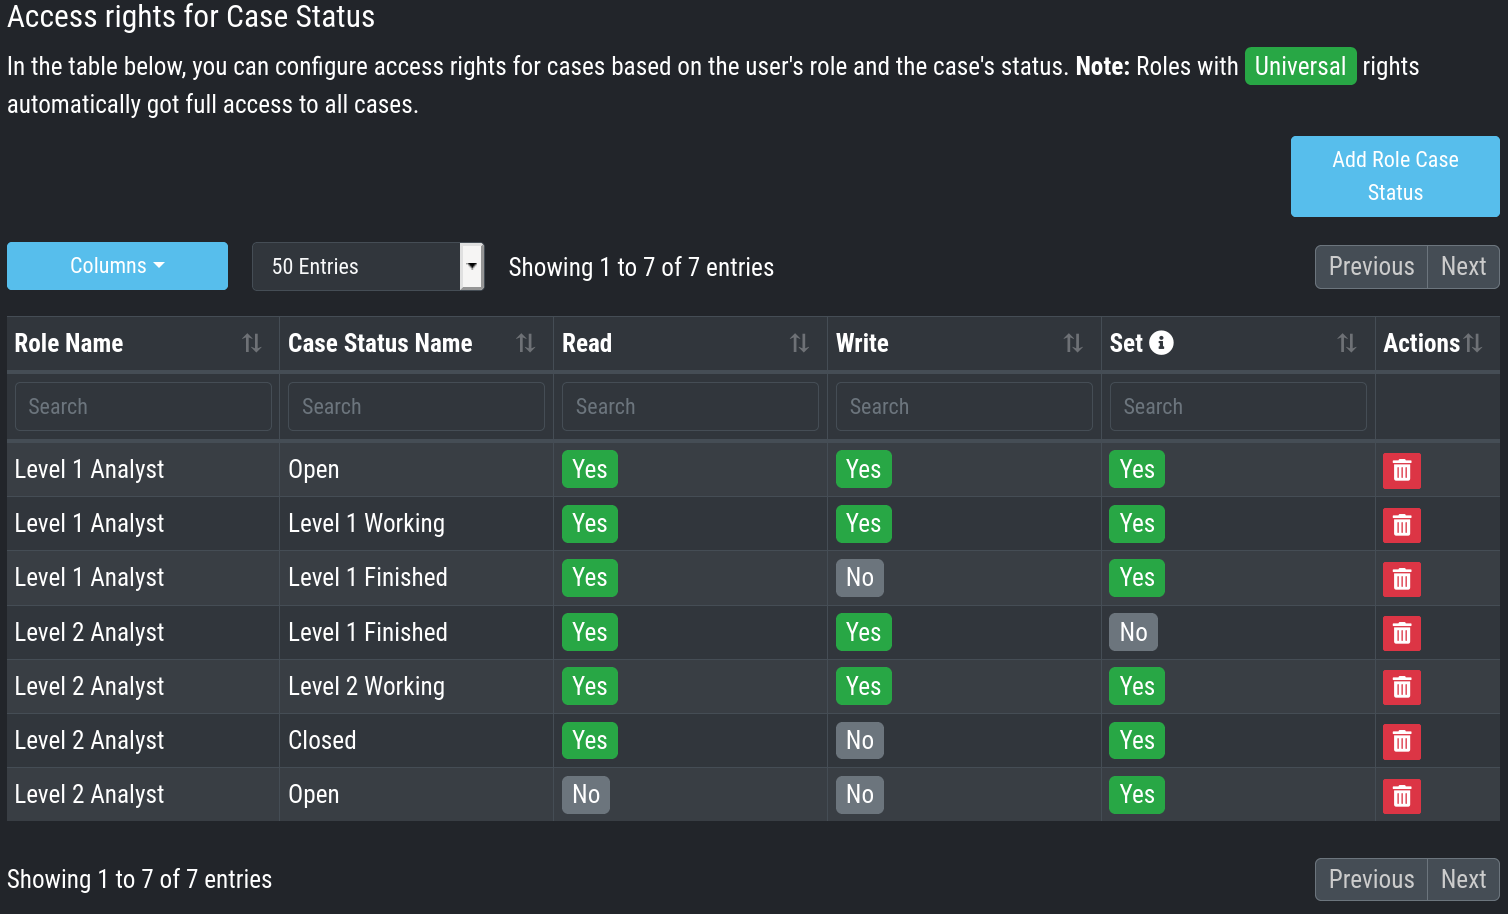 Access rights for Case Status
In the table below, you can configure access rights for cases based on the user's role and the case's status. Note: Roles with Universal rights
automatically got full access to all cases.
Add Role Case
Status
Columns 50 Entries Showing 1 to 7 of 7 entries Previous Next
Role Name Case Status Name Read Write Set Actions
Search Search Search Search Search
Level 1 Analyst Open Yes Yes Yes
Level 1 Analyst Level 1 Working Yes Yes Yes
Level 1 Analyst Level 1 Finished Yes No Yes
Level 2 Analyst Level 1 Finished Yes Yes No
Level 2 Analyst Level 2 Working Yes Yes Yes
Level 2 Analyst Closed Yes No Yes
Level 2 Analyst Open No No Yes
Showing 1 to 7 of 7 entries Previous Next